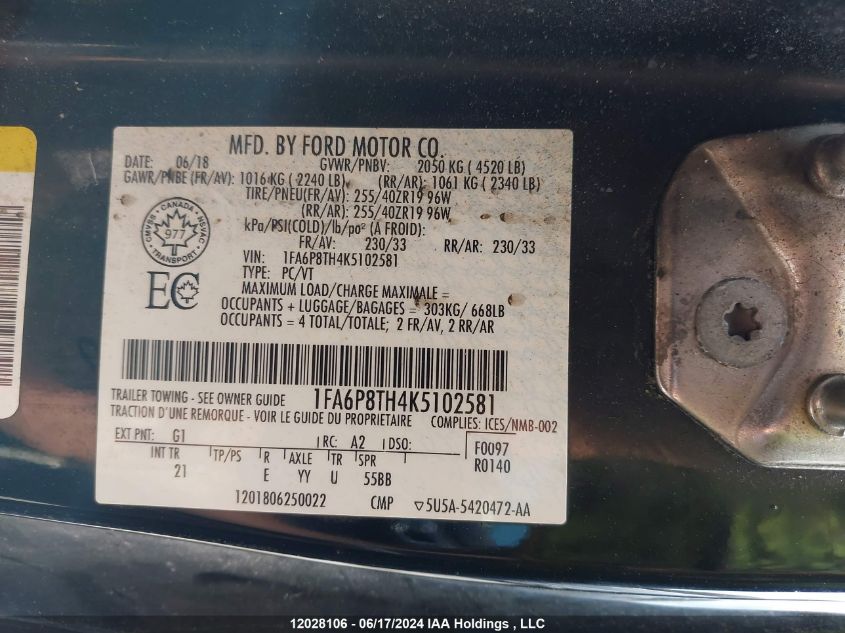 MFD. BY FORD MOTOR CO.
DATE: 06/18 GVWR/PNBV: 2050 KG ( 4520 LB)
GAWR/PNBE (FR/AV): 1016 KG ( 2240 LB) (RR/AR): 1061 KG ( 2340 LB)
TIRE/PNEU(FR/AV): 255/40ZR19 96W
(RR/AR): 255/40ZR19 96W
kPa/PSI(COLD)/lb/po² (À FROID):
FR/AV: 230/33 RR/AR: 230/33
CANADA
CMVSS NSVAC
977
TRANSPORT
VIN: 1FA6P8TH4K5102581
TYPE: PC/VT
EC
MAXIMUM LOAD/CHARGE MAXIMALE =
OCCUPANTS + LUGGAGE/BAGAGES = 303KG/ 668LB
OCCUPANTS = 4 TOTAL/TOTALE; 2 FR/AV, 2 RR/AR
TRAILER TOWING - SEE OWNER GUIDE 1FA6P8TH4K5102581
TRACTION D'UNE REMORQUE - VOIR LE GUIDE DU PROPRIETAIRE COMPLIES: ICES/NMB-002
EXT PNT: G1 RC: A2 DSO: F0097
INT TR TP/PS R AXLE TR SPR R0140
21 E YY U 55BB
1201806250022 CMP ▽5U5A-5420472-AA
12028106 - 06/17/2024 IAA Holdings , LLC